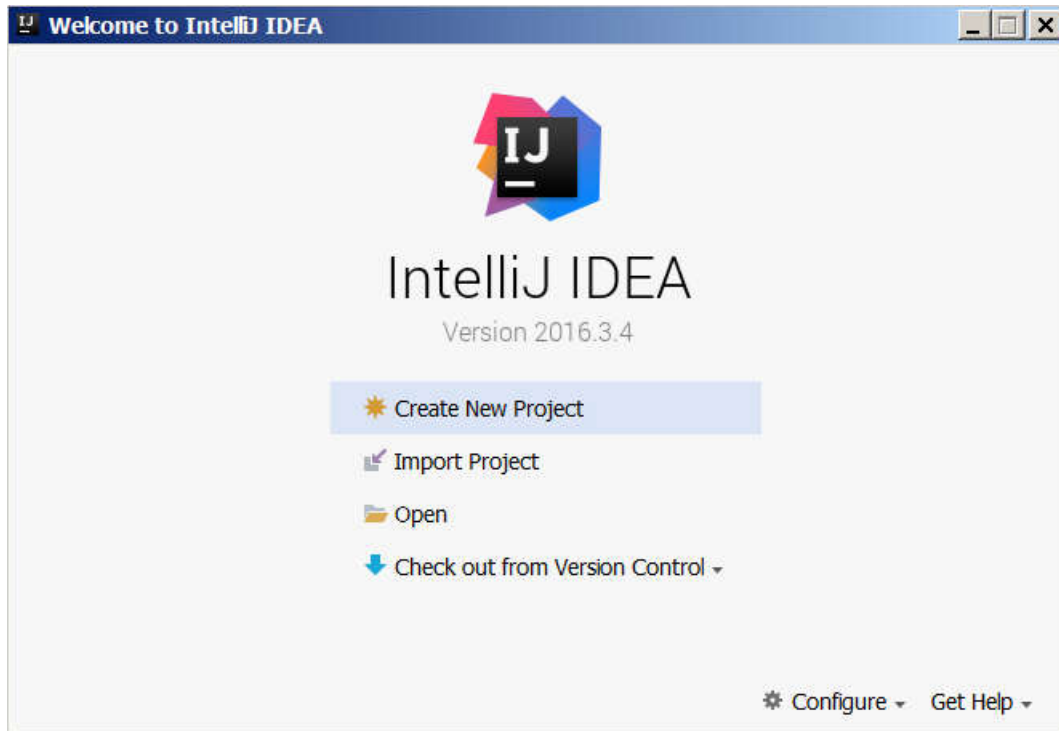 IJ Welcome to IntelliJ IDEA
IJ
IntelliJ IDEA
Version 2016.3.4
Create New Project
Import Project
Open
Check out from Version Control
Configure Get Help